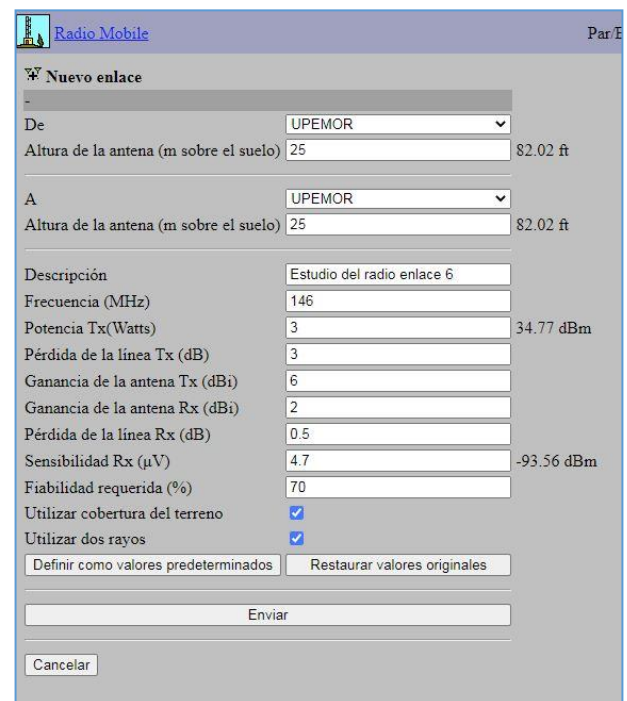 Radio Mobile Par/E
Nuevo enlace
-
De UPEMOR
Altura de la antena (m sobre el suelo) 25 82.02 ft
A UPEMOR
Altura de la antena (m sobre el suelo) 25 82.02 ft
Descripción Estudio del radio enlace 6
Frecuencia (MHz) 146
Potencia Tx(Watts) 3 34.77 dBm
Pérdida de la línea Tx (dB) 3
Ganancia de la antena Tx (dBi) 6
Ganancia de la antena Rx (dBi) 2
Pérdida de la línea Rx (dB) 0.5
Sensibilidad Rx (µV) 4.7 -93.56 dBm
Fiabilidad requerida (%) 70
Utilizar cobertura del terreno
Utilizar dos rayos
Definir como valores predeterminados Restaurar valores originales
Enviar
Cancelar